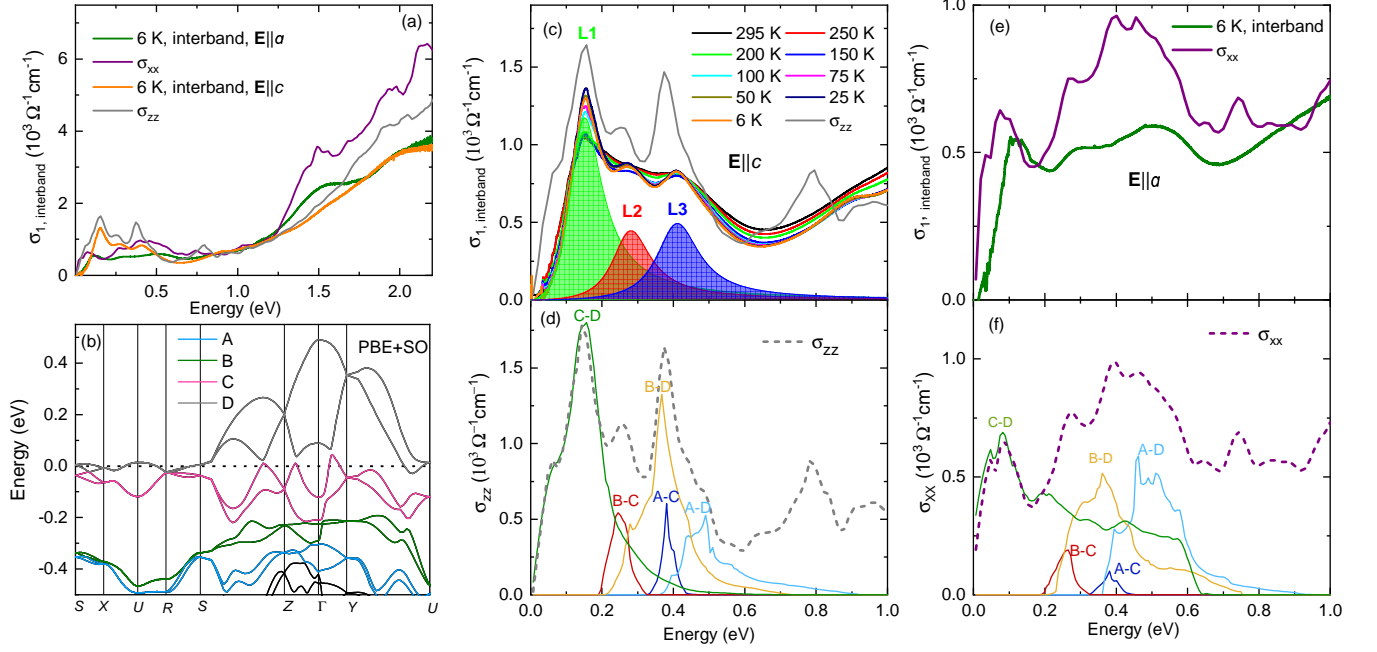 (a)
6 K, interband, E||a
σxx
6 K, interband, E||c
σzz
σ1, interband (10³ Ω⁻¹cm⁻¹)
6
4
2
0
0.5
1.0
1.5
2.0
Energy (eV)
(b)
A
B
C
D
PBE+SO
Energy (eV)
0.4
0.2
0.0
-0.2
-0.4
S X U R S Z Γ Y U
(c)
L1
L2
L3
295 K 250 K
200 K 150 K
100 K 75 K
50 K 25 K
6 K σzz
E||c
σ1, interband (10³ Ω⁻¹cm⁻¹)
1.5
1.0
0.5
0.0
(d)
C-D
σzz
B-D
B-C
A-C
A-D
σzz (10³ Ω⁻¹cm⁻¹)
1.5
1.0
0.5
0.0
0.0 0.2 0.4 0.6 0.8 1.0
Energy (eV)
(e)
6 K, interband
σxx
E||a
σ1, interband (10³ Ω⁻¹cm⁻¹)
1.0
0.5
0.0
(f)
σxx
C-D
B-D
A-D
B-C
A-C
σXX (10³ Ω⁻¹cm⁻¹)
1.0
0.5
0.0
0.0 0.2 0.4 0.6 0.8 1.0
Energy (eV)